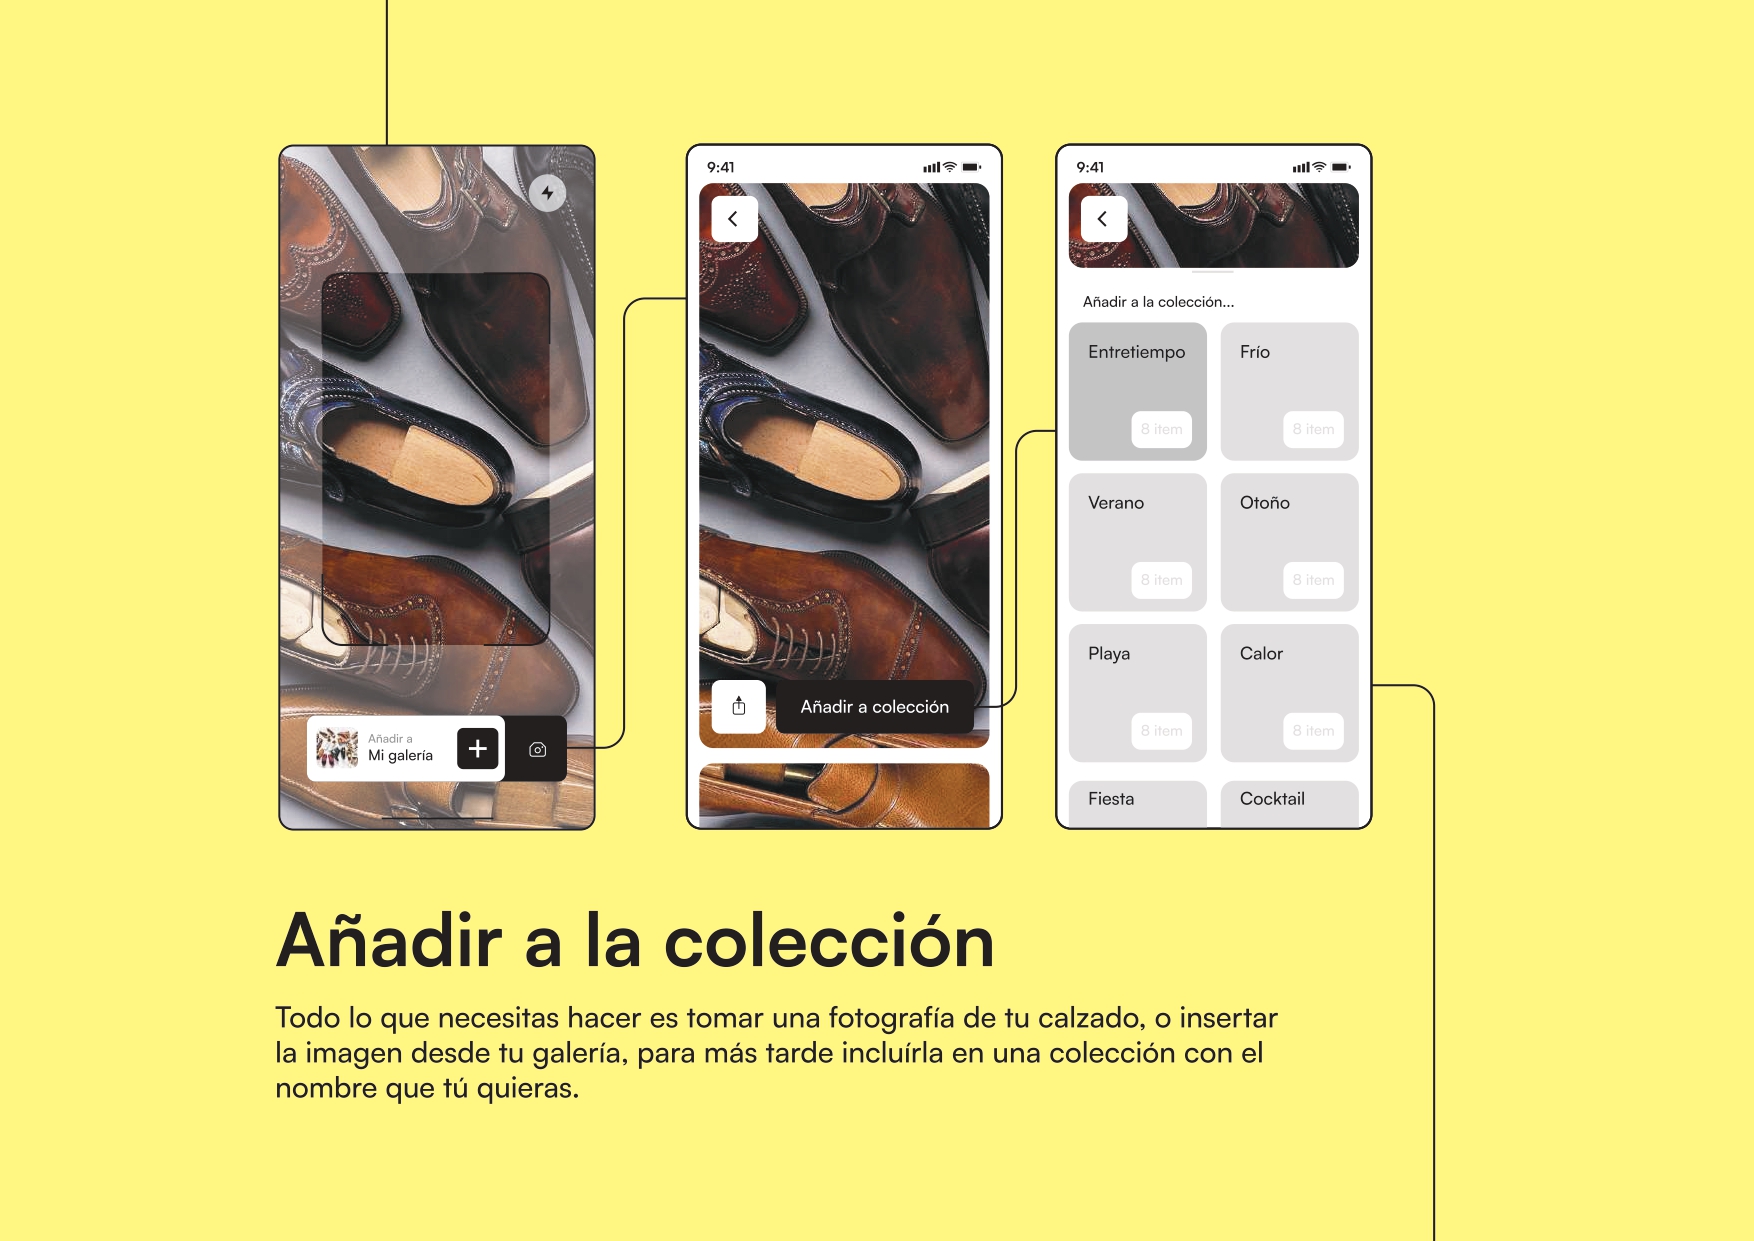 Añadir a
Mi galería
9:41
Añadir a colección
9:41
Añadir a la colección...
Entretiempo
8 item
Frío
8 item
Verano
8 item
Otoño
8 item
Playa
8 item
Calor
8 item
Fiesta
Cocktail
Añadir a la colección
Todo lo que necesitas hacer es tomar una fotografía de tu calzado, o insertar
la imagen desde tu galería, para más tarde incluírla en una colección con el
nombre que tú quieras.